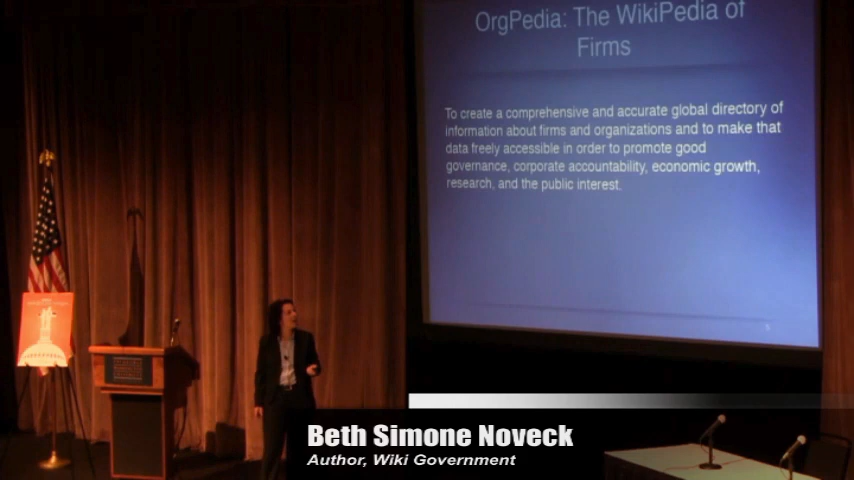 OrgPedia: The WikiPedia of
Firms
To create a comprehensive and accurate global directory of
information about firms and organizations and to make that
data freely accessible in order to promote good
governance, corporate accountability, economic growth,
research, and the public interest.
Beth Simone Noveck
Author, Wiki Government